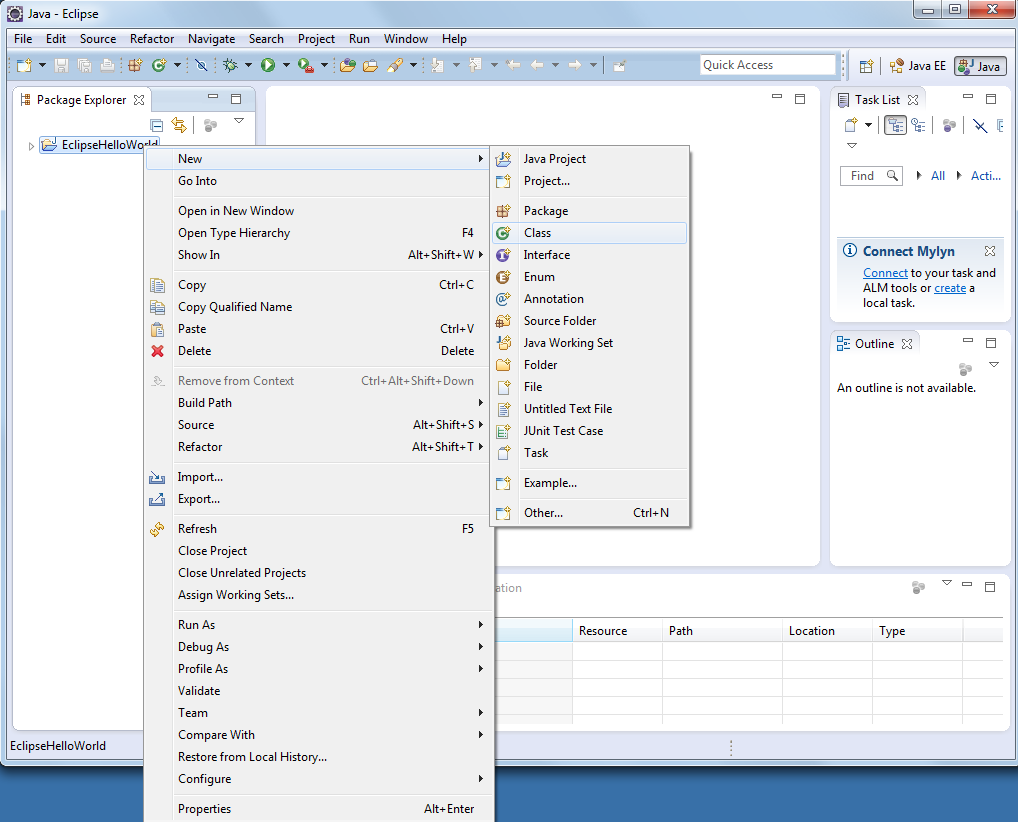 Java - Eclipse
File Edit Source Refactor Navigate Search Project Run Window Help
Quick Access
Java EE
Java
Package Explorer
EclipseHelloWorld
New
Go Into
Open in New Window
Open Type Hierarchy F4
Show In Alt+Shift+W
Copy Ctrl+C
Copy Qualified Name
Paste Ctrl+V
Delete Delete
Remove from Context Ctrl+Alt+Shift+Down
Build Path
Source Alt+Shift+S
Refactor Alt+Shift+T
Import...
Export...
Refresh F5
Close Project
Close Unrelated Projects
Assign Working Sets...
Run As
Debug As
Profile As
Validate
Team
Compare With
Restore from Local History...
Configure
Properties Alt+Enter
Java Project
Project...
Package
Class
Interface
Enum
Annotation
Source Folder
Java Working Set
Folder
File
Untitled Text File
JUnit Test Case
Task
Example...
Other... Ctrl+N
Task List
Find All Acti...
Connect Mylyn
Connect to your task and
ALM tools or create a
local task.
Outline
An outline is not available.
Resource Path Location Type
EclipseHelloWorld